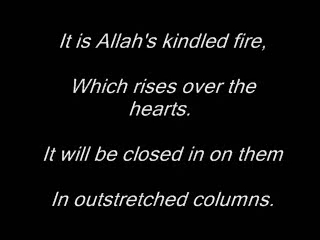 It is Allah's kindled fire,
Which rises over the
hearts.
It will be closed in on them
In outstretched columns.